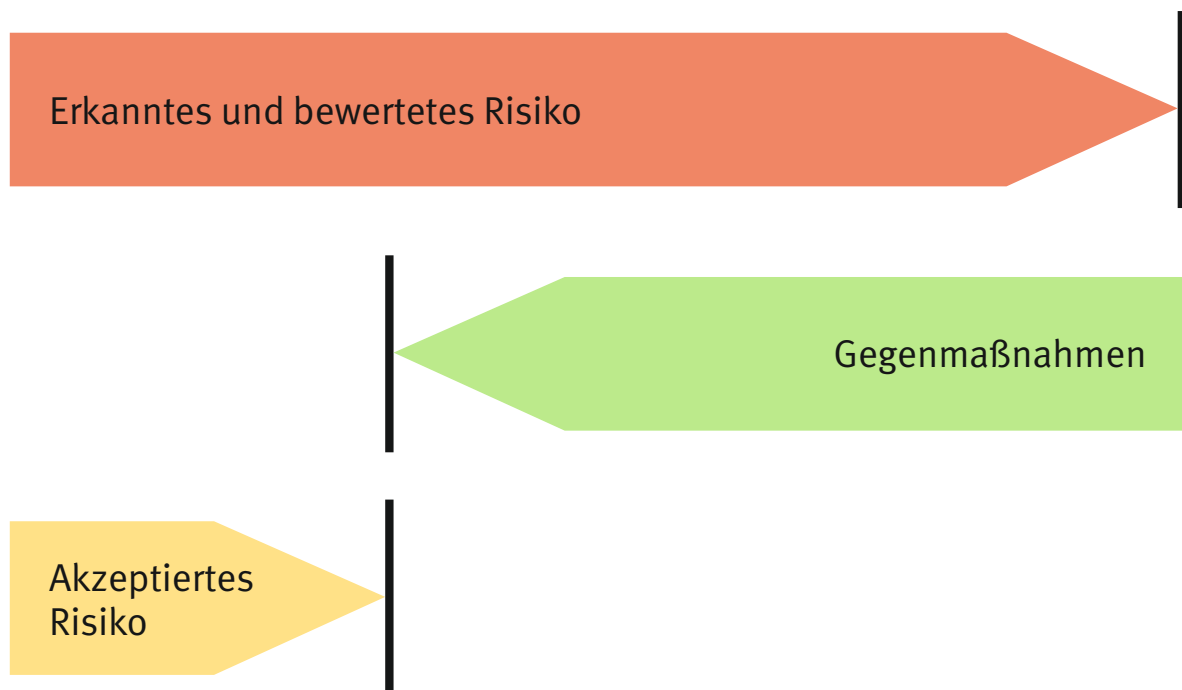 Erkanntes und bewertetes Risiko
Gegenmaßnahmen
Akzeptiertes
Risiko